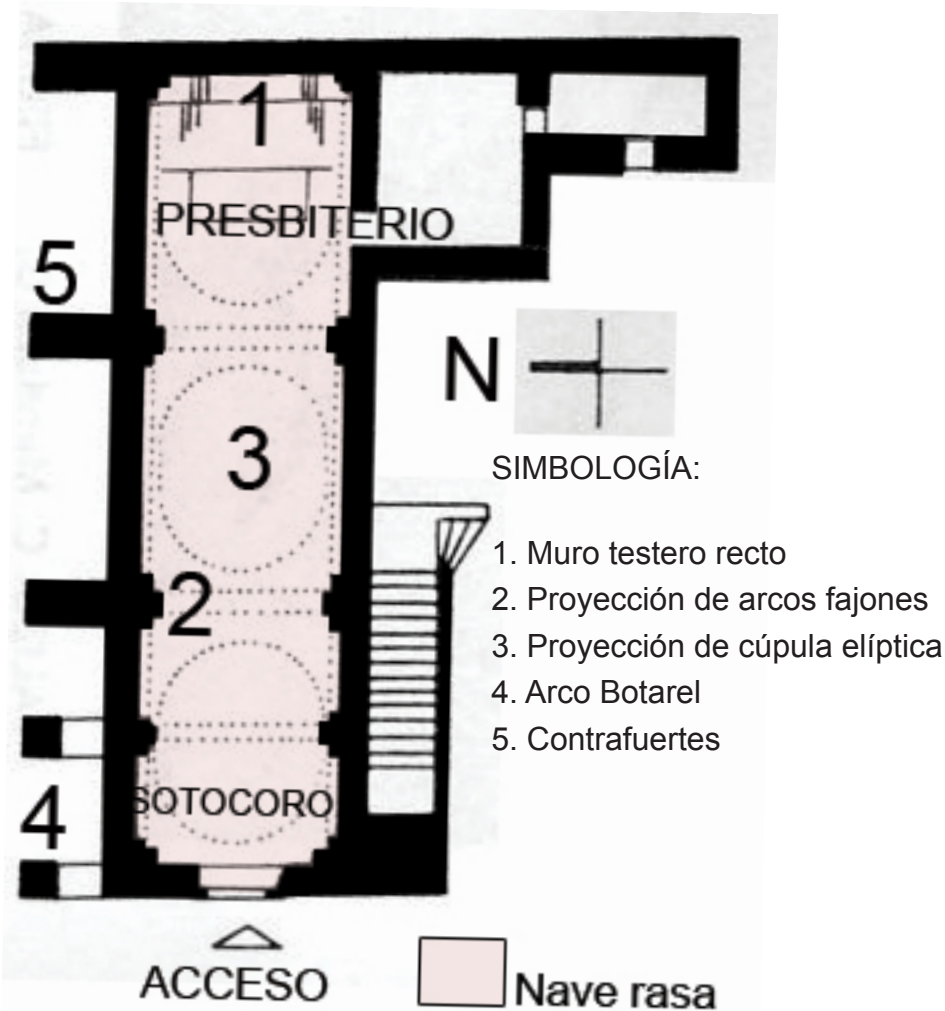 1
PRESBITERIO
5
N
3
SIMBOLOGÍA:
1. Muro testero recto
2. Proyección de arcos fajones
3. Proyección de cúpula elíptica
4. Arco Botarel
5. Contrafuertes
2
SOTOCORO
4
ACCESO
Nave rasa